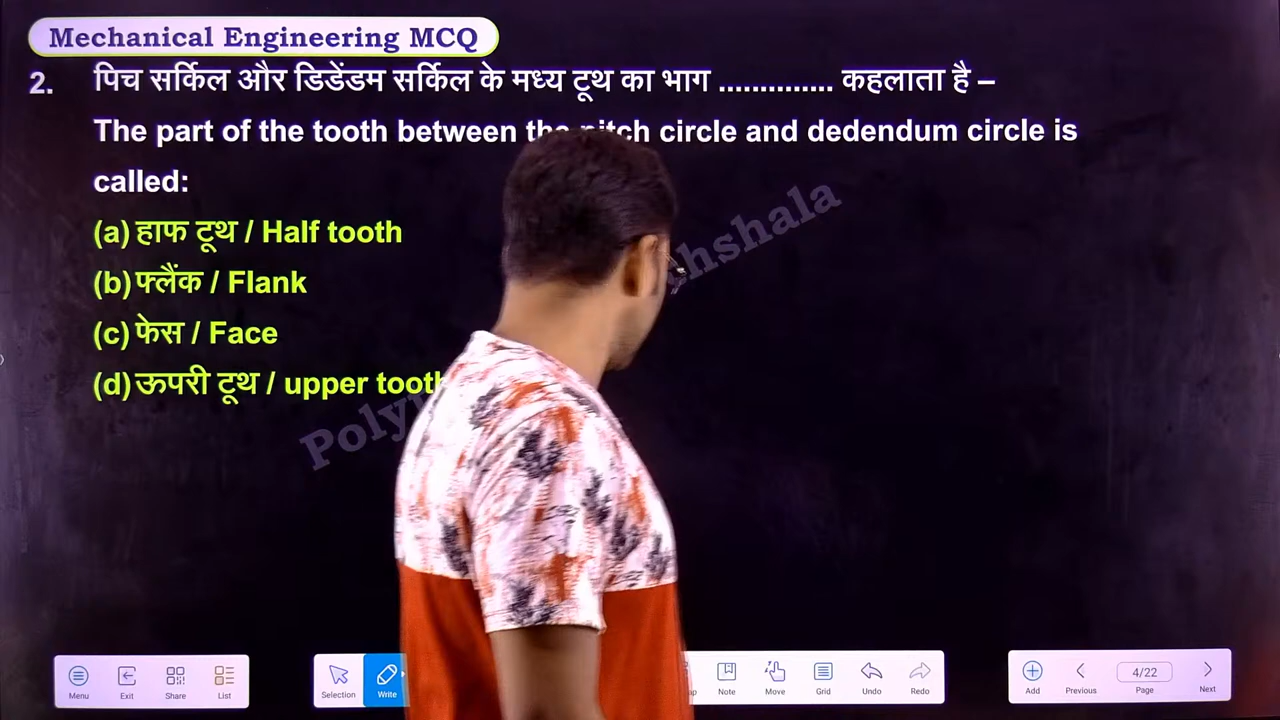 Mechanical Engineering MCQ
2. पिच सर्किल और डिडेंडम सर्किल के मध्य टूथ का भाग .............. कहलाता है –
The part of the tooth between the pitch circle and dedendum circle is
called:
(a) हाफ टूथ / Half tooth
(b) फ्लैंक / Flank
(c) फेस / Face
(d) ऊपरी टूथ / upper tooth
Menu Exit Share List Selection Write Note Move Grid Undo Redo Add Previous 4/22 Page Next